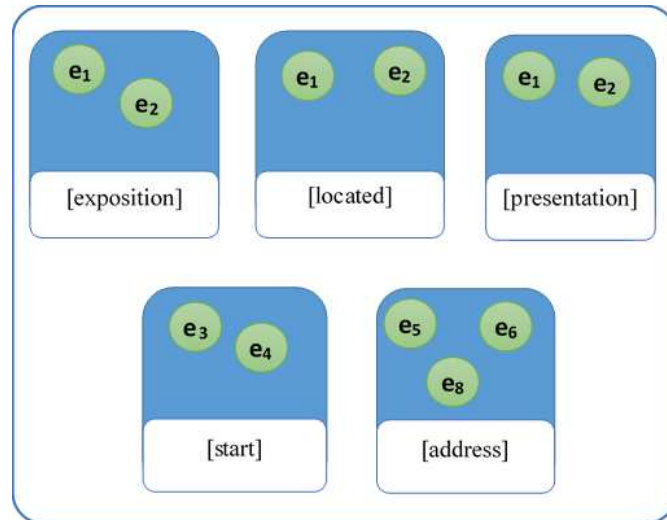 e₁ e₂ e₁ e₂ e₁ e₂
[exposition] [located] [presentation]
e₃ e₄ e₅ e₆
e₈
[start] [address]